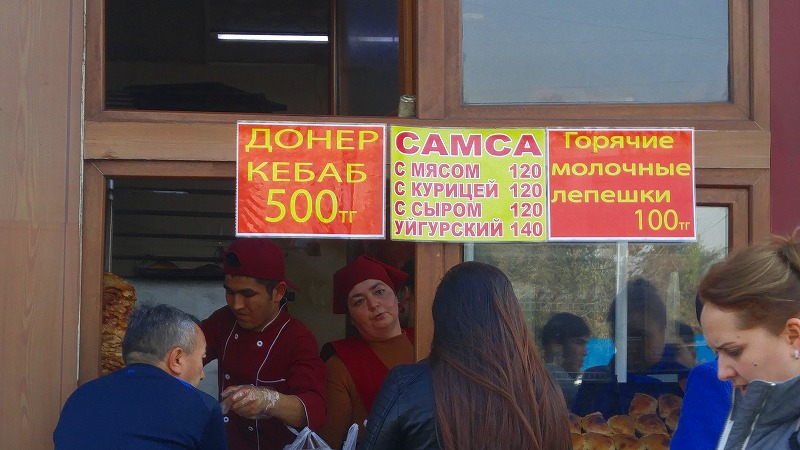 ДОНЕР
КЕБАБ
500тг
САМСА
С МЯСОМ 120
С КУРИЦЕЙ 120
С СЫРОМ 120
УЙГУРСКИЙ 140
Горячие
молочные
лепешки
100тг